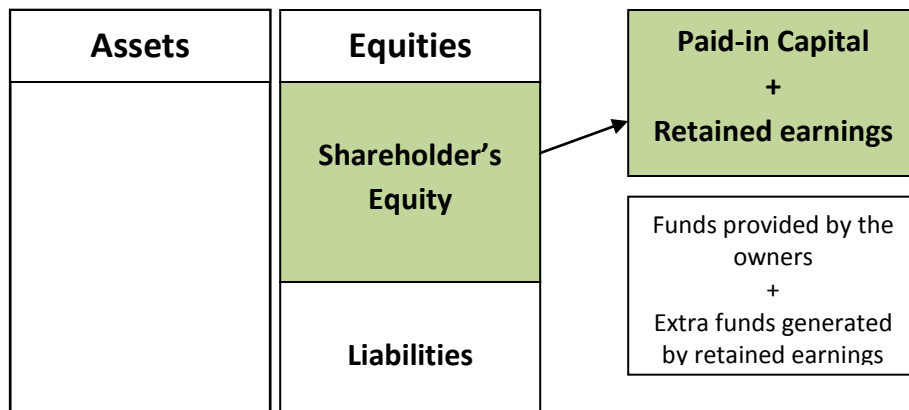 Assets
Equities
Shareholder’s
Equity
Liabilities
Paid-in Capital
+
Retained earnings
Funds provided by the
owners
+
Extra funds generated
by retained earnings